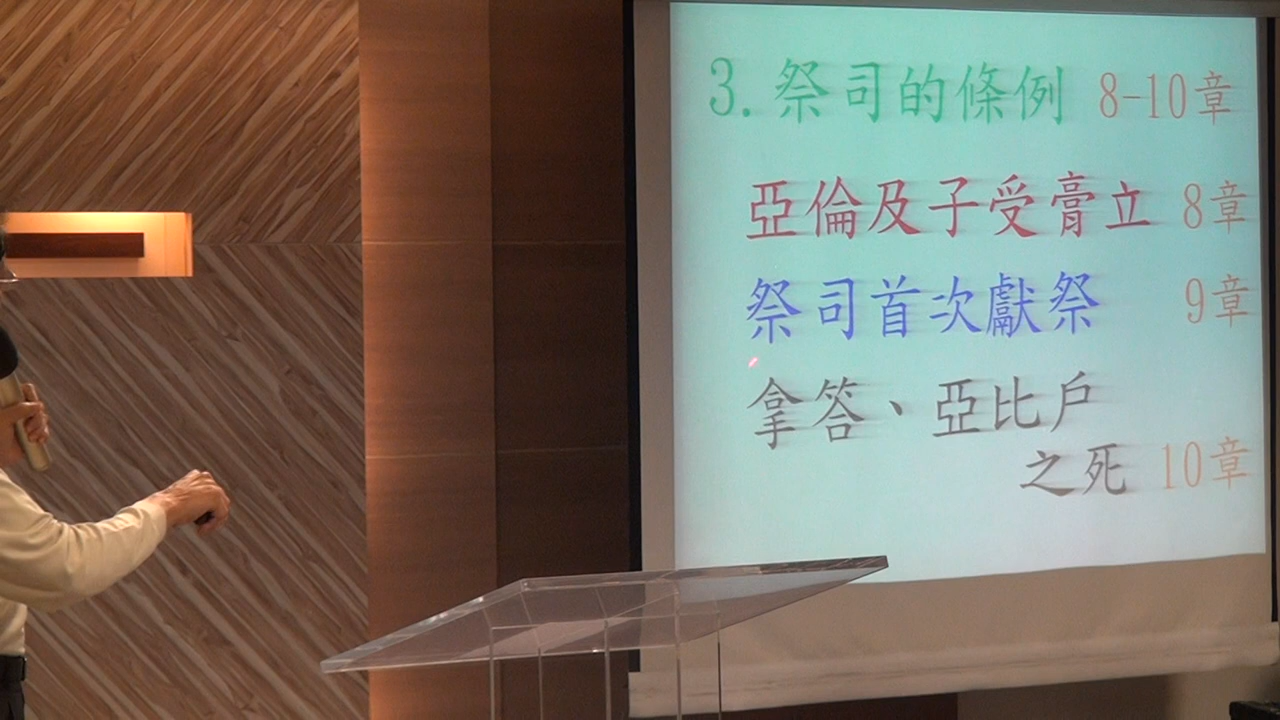 3.祭司的條例 8-10章
亞倫及子受膏立 8章
祭司首次獻祭 9章
拿答、亞比戶
之死 10章